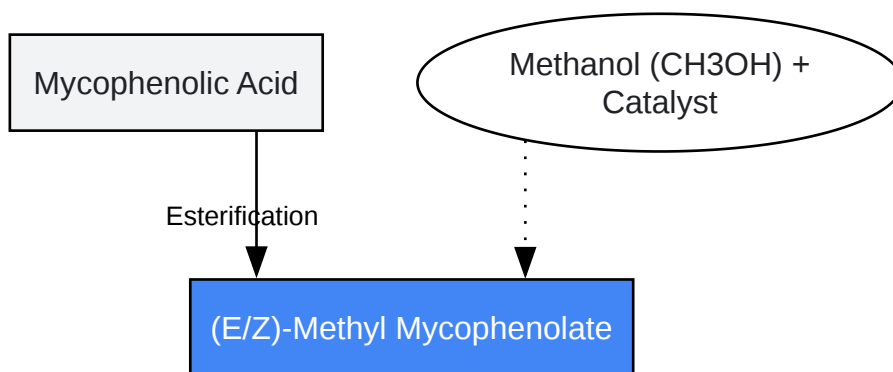 Mycophenolic Acid
Methanol (CH3OH) +
Catalyst
Esterification
(E/Z)-Methyl Mycophenolate